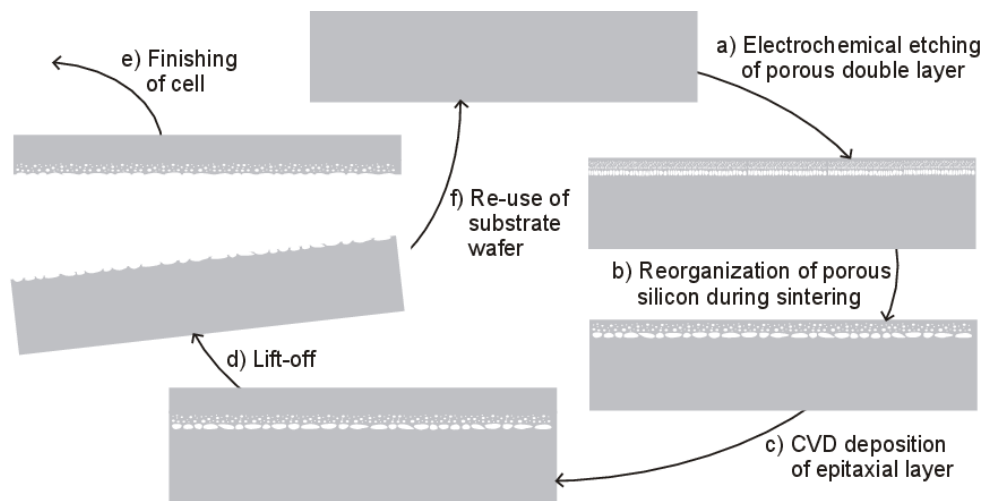 a) Electrochemical etching
of porous double layer
b) Reorganization of porous
silicon during sintering
c) CVD deposition
of epitaxial layer
d) Lift-off
e) Finishing
of cell
f) Re-use of
substrate
wafer